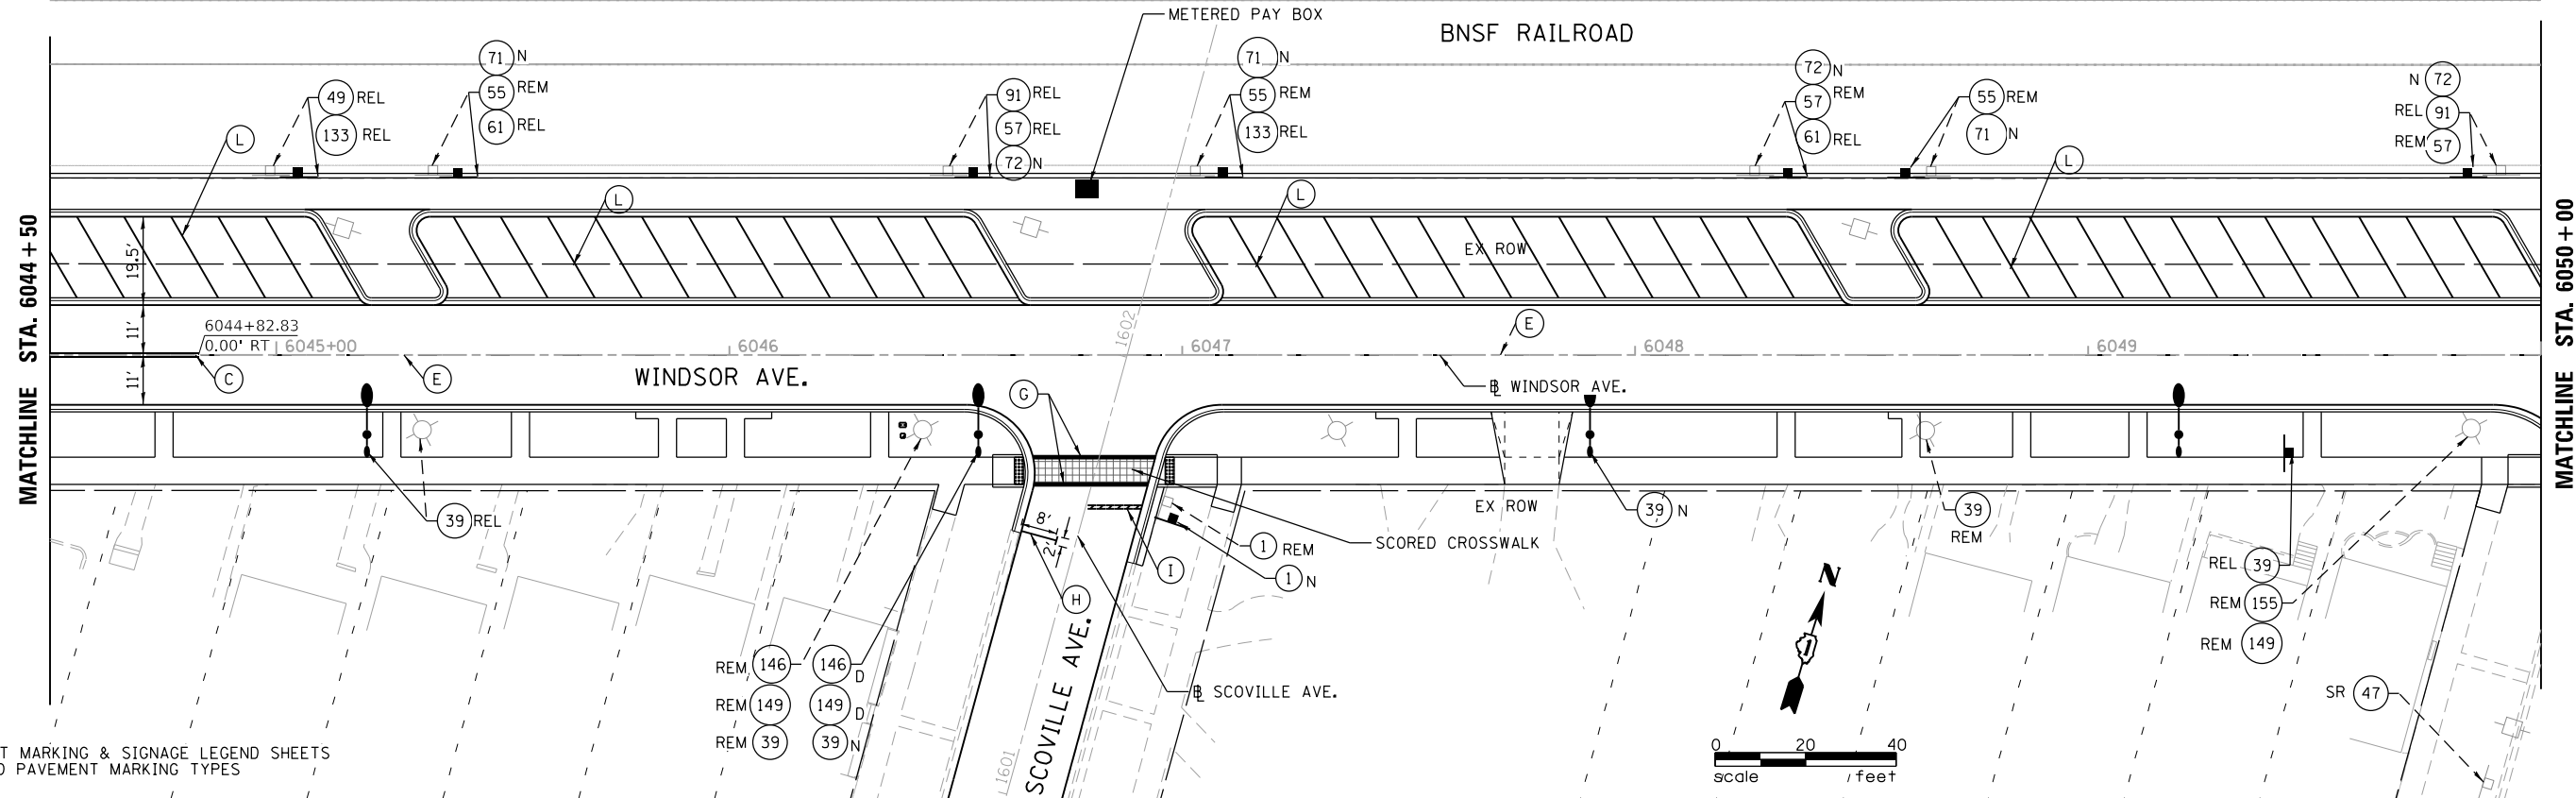 METERED PAY BOX
BNSF RAILROAD
71 N
55 REM
61 REL
49 REL
133 REL
91 REL
57 REL
72 N
71 N
55 REM
133 REL
72 N
57 REM
61 REL
55 REM
71 N
N 72
REL 91
REM 57
L
L
L
L
EX ROW
19.5'
11'
11'
MATCHLINE STA. 6044+50
MATCHLINE STA. 6050+00
6044+82.83
0.00' RT
6045+00
6046
6047
6048
6049
1602
C
E
E
WINDSOR AVE.
℄ WINDSOR AVE.
G
39 REL
8'
2'
EX ROW
39 N
39
REM
SCORED CROSSWALK
1 REM
1 N
I
H
REL 39
REM 155
REM 149
N
1
REM 146
146 D
REM 149
149 D
REM 39
39 N
SCOVILLE AVE.
℄ SCOVILLE AVE.
1601
SR 47
T MARKING & SIGNAGE LEGEND SHEETS
PAVEMENT MARKING TYPES
0 20 40
scale feet